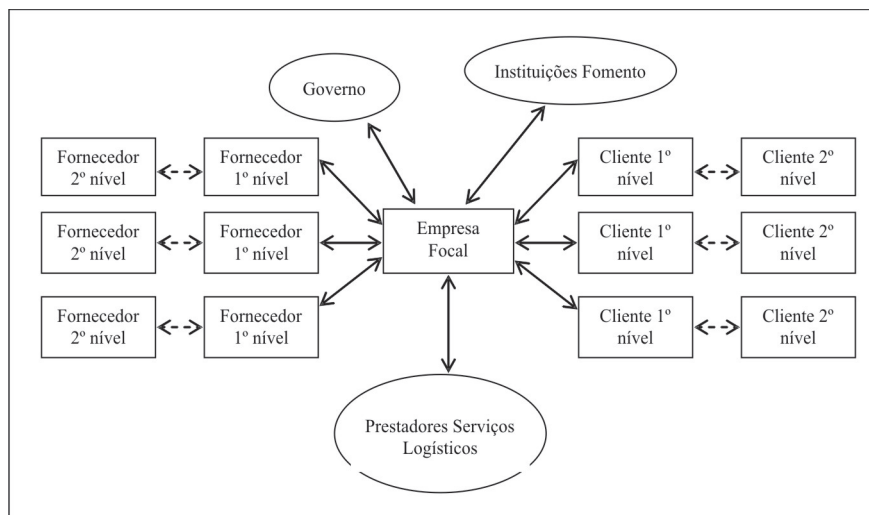 Governo
Instituições Fomento
Fornecedor
2º nível
Fornecedor
1º nível
Cliente 1º
nível
Cliente 2º
nível
Fornecedor
2º nível
Fornecedor
1º nível
Empresa
Focal
Cliente 1º
nível
Cliente 2º
nível
Fornecedor
2º nível
Fornecedor
1º nível
Cliente 1º
nível
Cliente 2º
nível
Prestadores Serviços
Logísticos